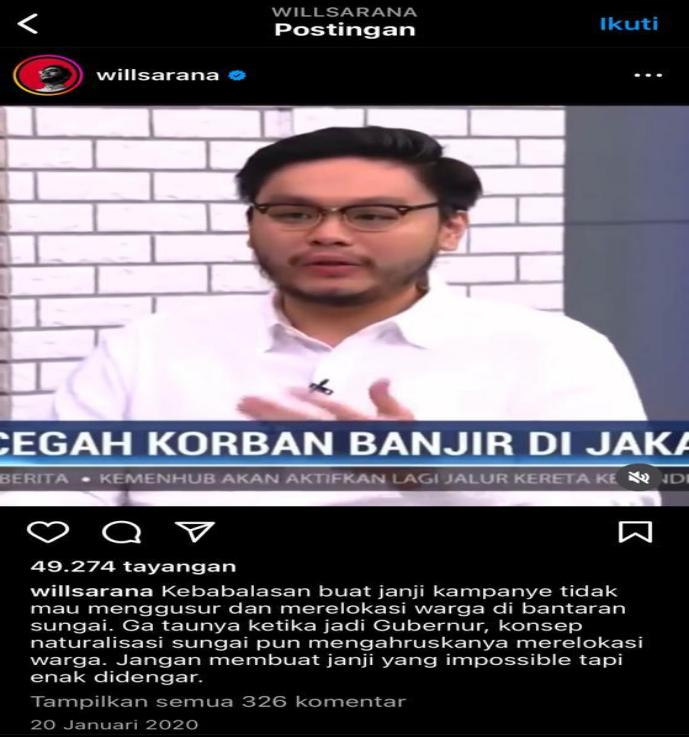 WILLSARANA
Postingan
Ikuti
willsarana
CEGAH KORBAN BANJIR DI JAKA
BERITA • KEMENHUB AKAN AKTIFKAN LAGI JALUR KERETA KE
49.274 tayangan
willsarana Kebabalasan buat janji kampanye tidak
mau menggusur dan merelokasi warga di bantaran
sungai. Ga taunya ketika jadi Gubernur, konsep
naturalisasi sungai pun mengahruskanya merelokasi
warga. Jangan membuat janji yang impossible tapi
enak didengar.
Tampilkan semua 326 komentar
20 Januari 2020